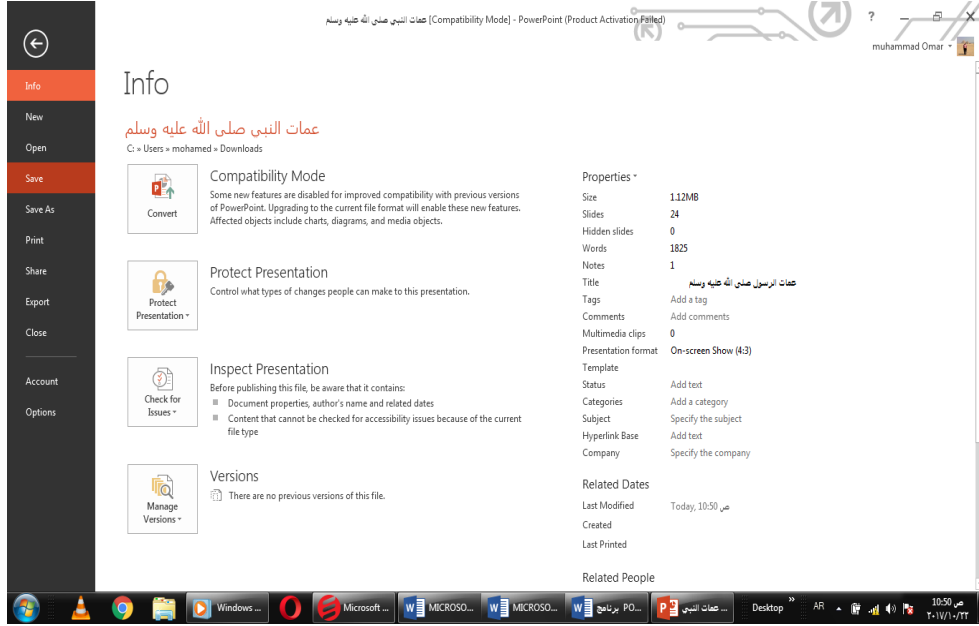 عمات النبي صلى الله عليه وسلم [Compatibility Mode] - PowerPoint (Product Activation Failed)
?
muhammad Omar
Info
New
Open
Save
Save As
Print
Share
Export
Close
Account
Options
Info
عمات النبي صلى الله عليه وسلم
C: » Users » mohamed » Downloads
Convert
Compatibility Mode
Some new features are disabled for improved compatibility with previous versions
of PowerPoint. Upgrading to the current file format will enable these new features.
Affected objects include charts, diagrams, and media objects.
Protect
Presentation
Protect Presentation
Control what types of changes people can make to this presentation.
Check for
Issues
Inspect Presentation
Before publishing this file, be aware that it contains:
Document properties, author's name and related dates
Content that cannot be checked for accessibility issues because of the current
file type
Manage
Versions
Versions
There are no previous versions of this file.
Properties
Size 1.12MB
Slides 24
Hidden slides 0
Words 1825
Notes 1
Title عمات الرسول صلى الله عليه وسلم
Tags Add a tag
Comments Add comments
Multimedia clips 0
Presentation format On-screen Show (4:3)
Template
Status Add text
Categories Add a category
Subject Specify the subject
Hyperlink Base Add text
Company Specify the company
Related Dates
Last Modified Today, 10:50 ص
Created
Last Printed
Related People
Windows ...
Microsoft ...
MICROSO...
MICROSO...
برنامج PO...
عمات النبي ...
Desktop
AR
10:50 ص
٢٠١٧/١٠/٢٢